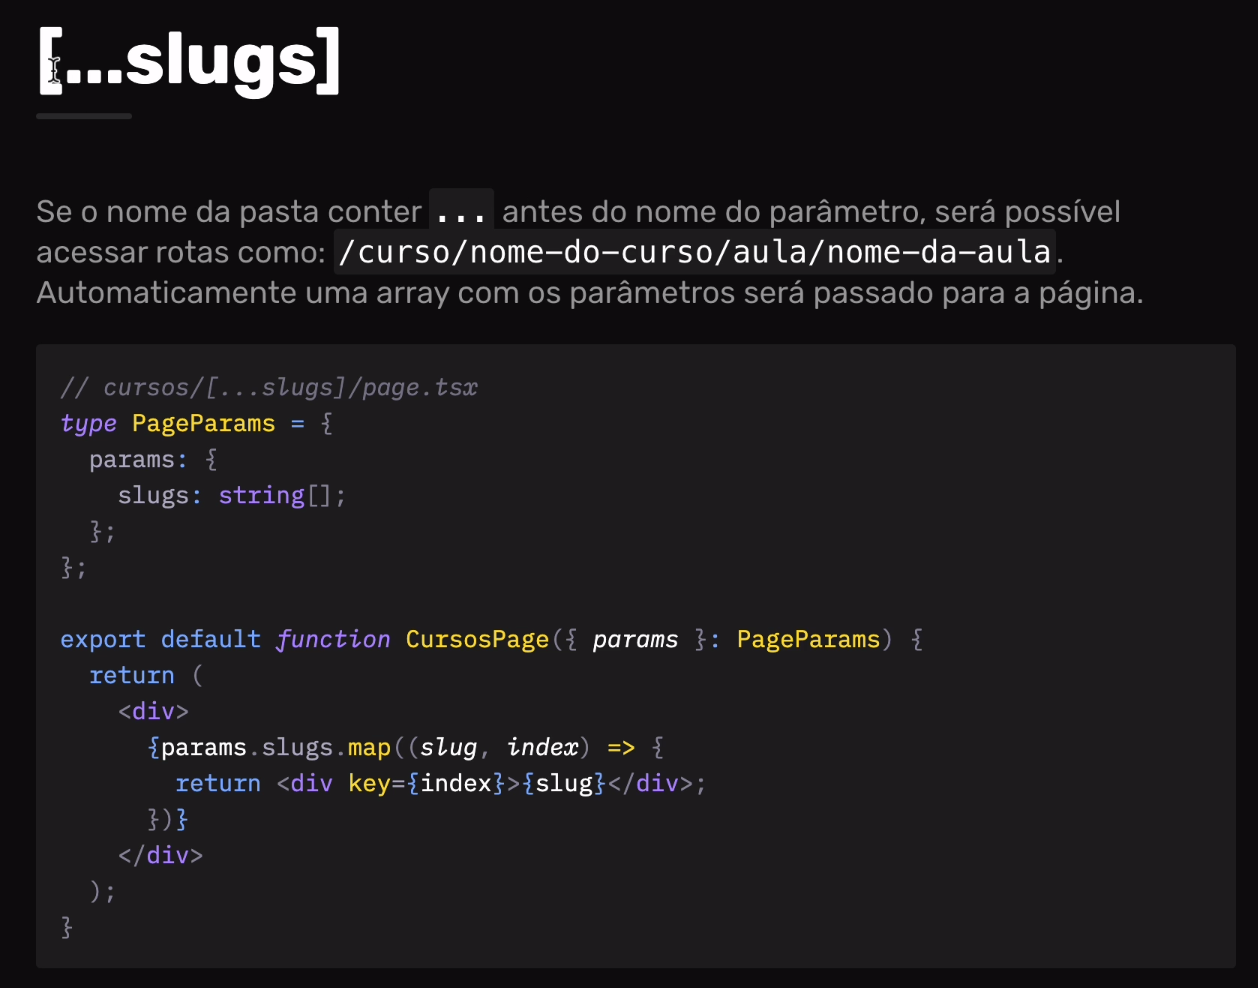 [...slugs]
Se o nome da pasta conter ... antes do nome do parâmetro, será possível
acessar rotas como: /curso/nome-do-curso/aula/nome-da-aula.
Automaticamente uma array com os parâmetros será passado para a página.
// cursos/[...slugs]/page.tsx
type PageParams = {
  params: {
    slugs: string[];
  };
};

export default function CursosPage({ params }: PageParams) {
  return (
    <div>
      {params.slugs.map((slug, index) => {
        return <div key={index}>{slug}</div>;
      })}
    </div>
  );
}